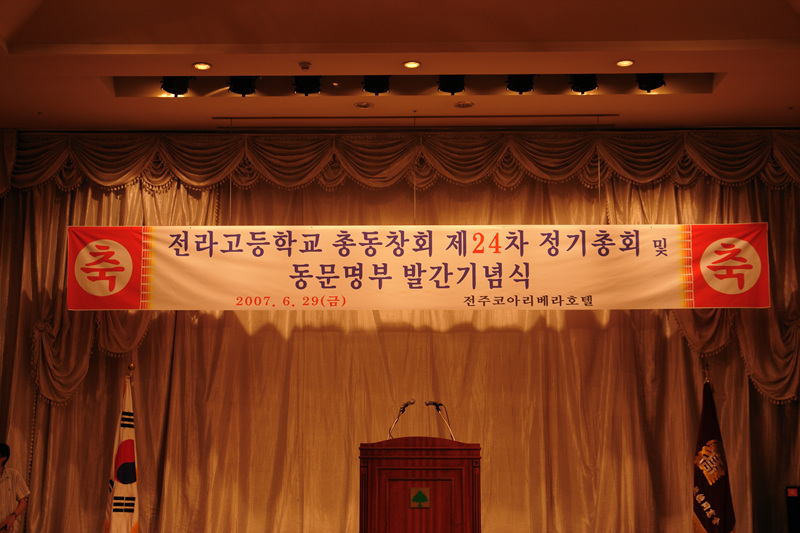 축
전라고등학교 총동창회 제24차 정기총회 및
동문명부 발간기념식
2007. 6. 29(금) 전주코아리베라호텔
축